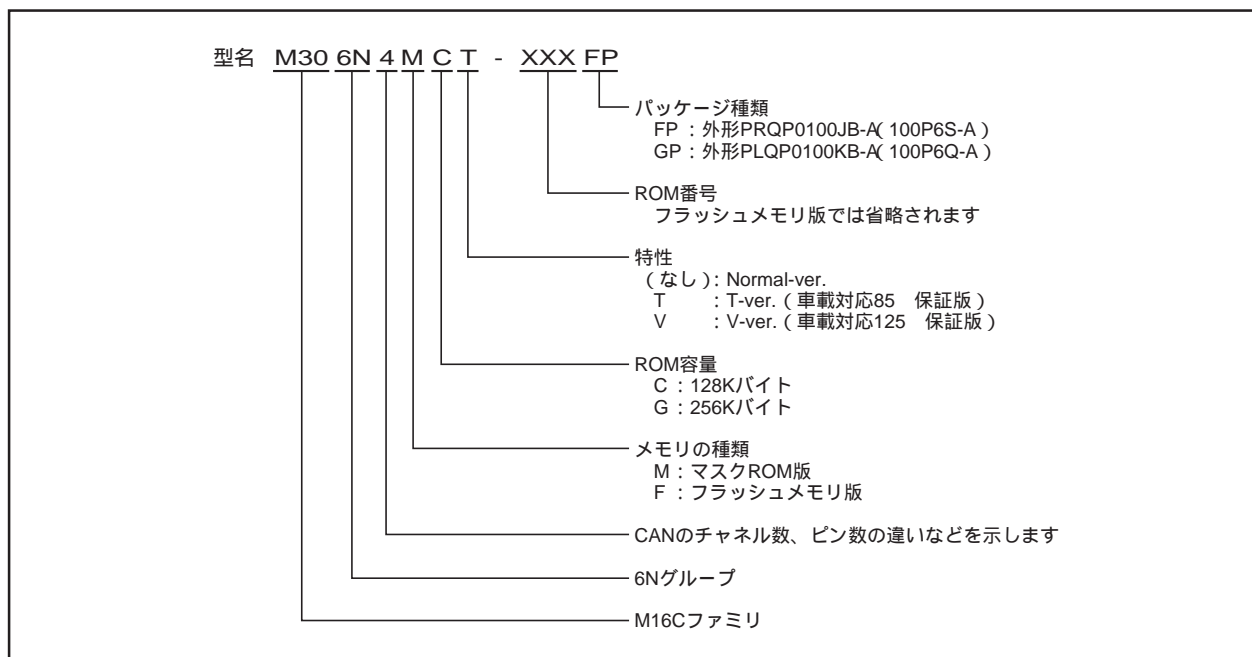 型名 M30 6N 4 M C T - XXX FP
パッケージ種類
FP : 外形PRQP0100JB-A( 100P6S-A )
GP : 外形PLQP0100KB-A( 100P6Q-A )
ROM番号
フラッシュメモリ版では省略されます
特性
( なし ) : Normal-ver.
T : T-ver. ( 車載対応85 保証版 )
V : V-ver. ( 車載対応125 保証版 )
ROM容量
C : 128Kバイト
G : 256Kバイト
メモリの種類
M : マスクROM版
F : フラッシュメモリ版
CANのチャネル数、ピン数の違いなどを示します
6Nグループ
M16Cファミリ